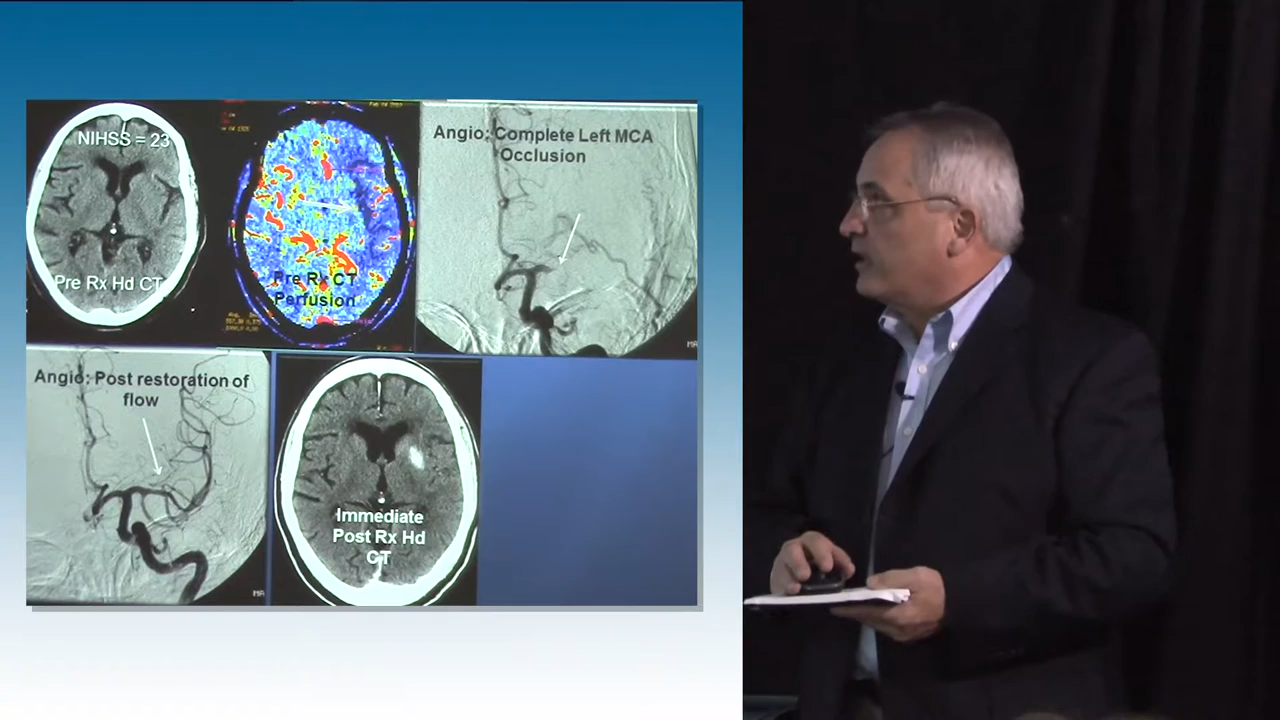 NIHSS = 23
Pre Rx Hd CT
Pre Rx CT
Perfusion
Angio: Complete Left MCA
Occlusion
Angio: Post restoration of
flow
MA
Immediate
Post Rx Hd
CT